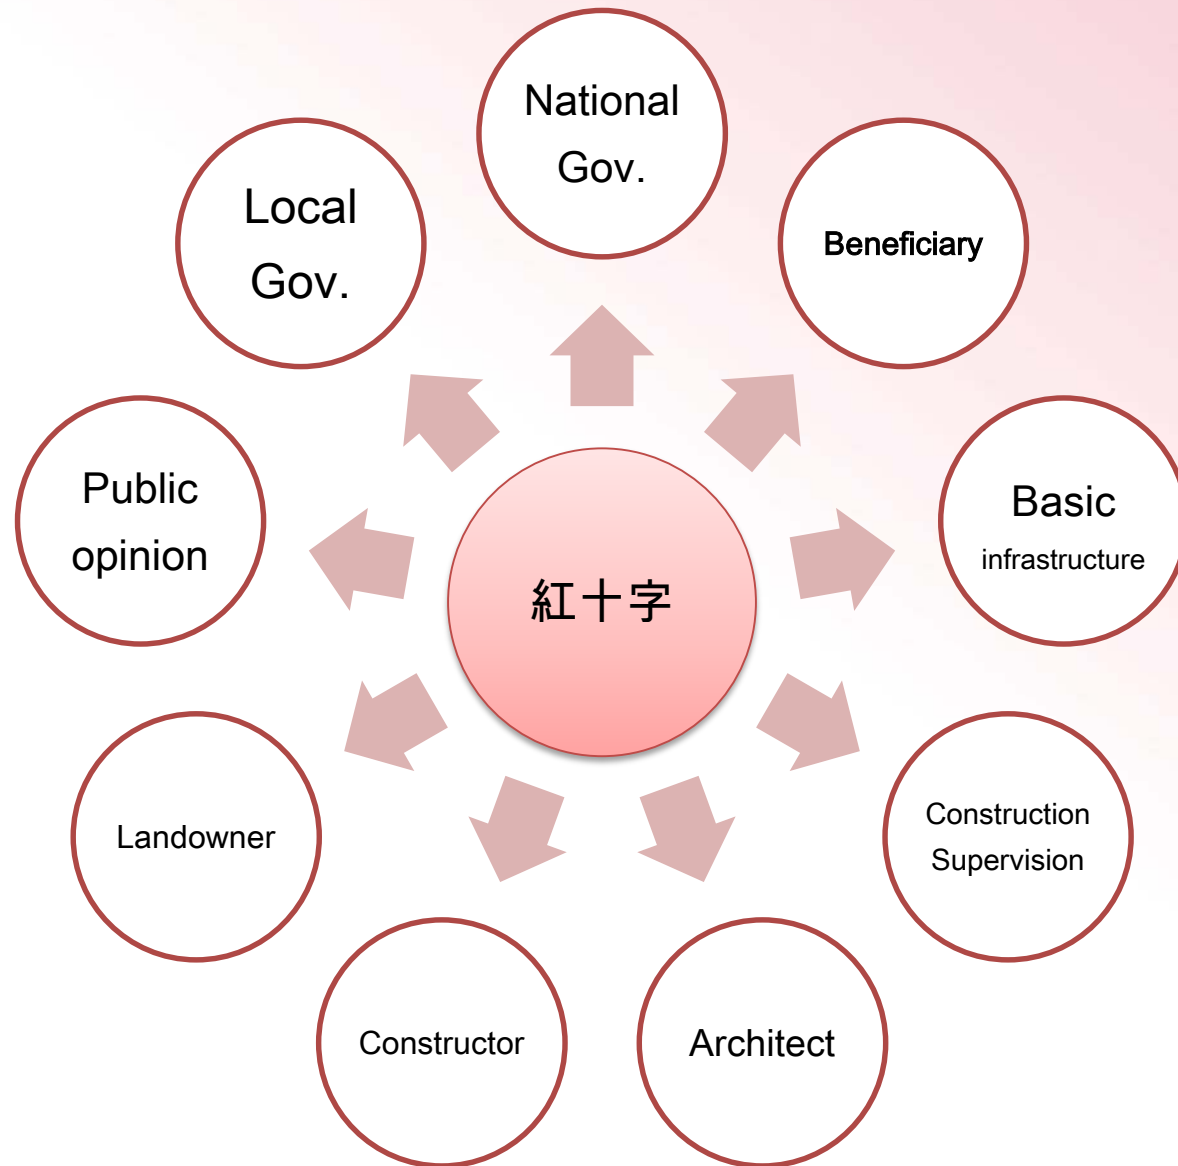 National
Gov.
Beneficiary
Basic
infrastructure
Construction
Supervision
Architect
Constructor
Landowner
Public
opinion
Local
Gov.
紅十字